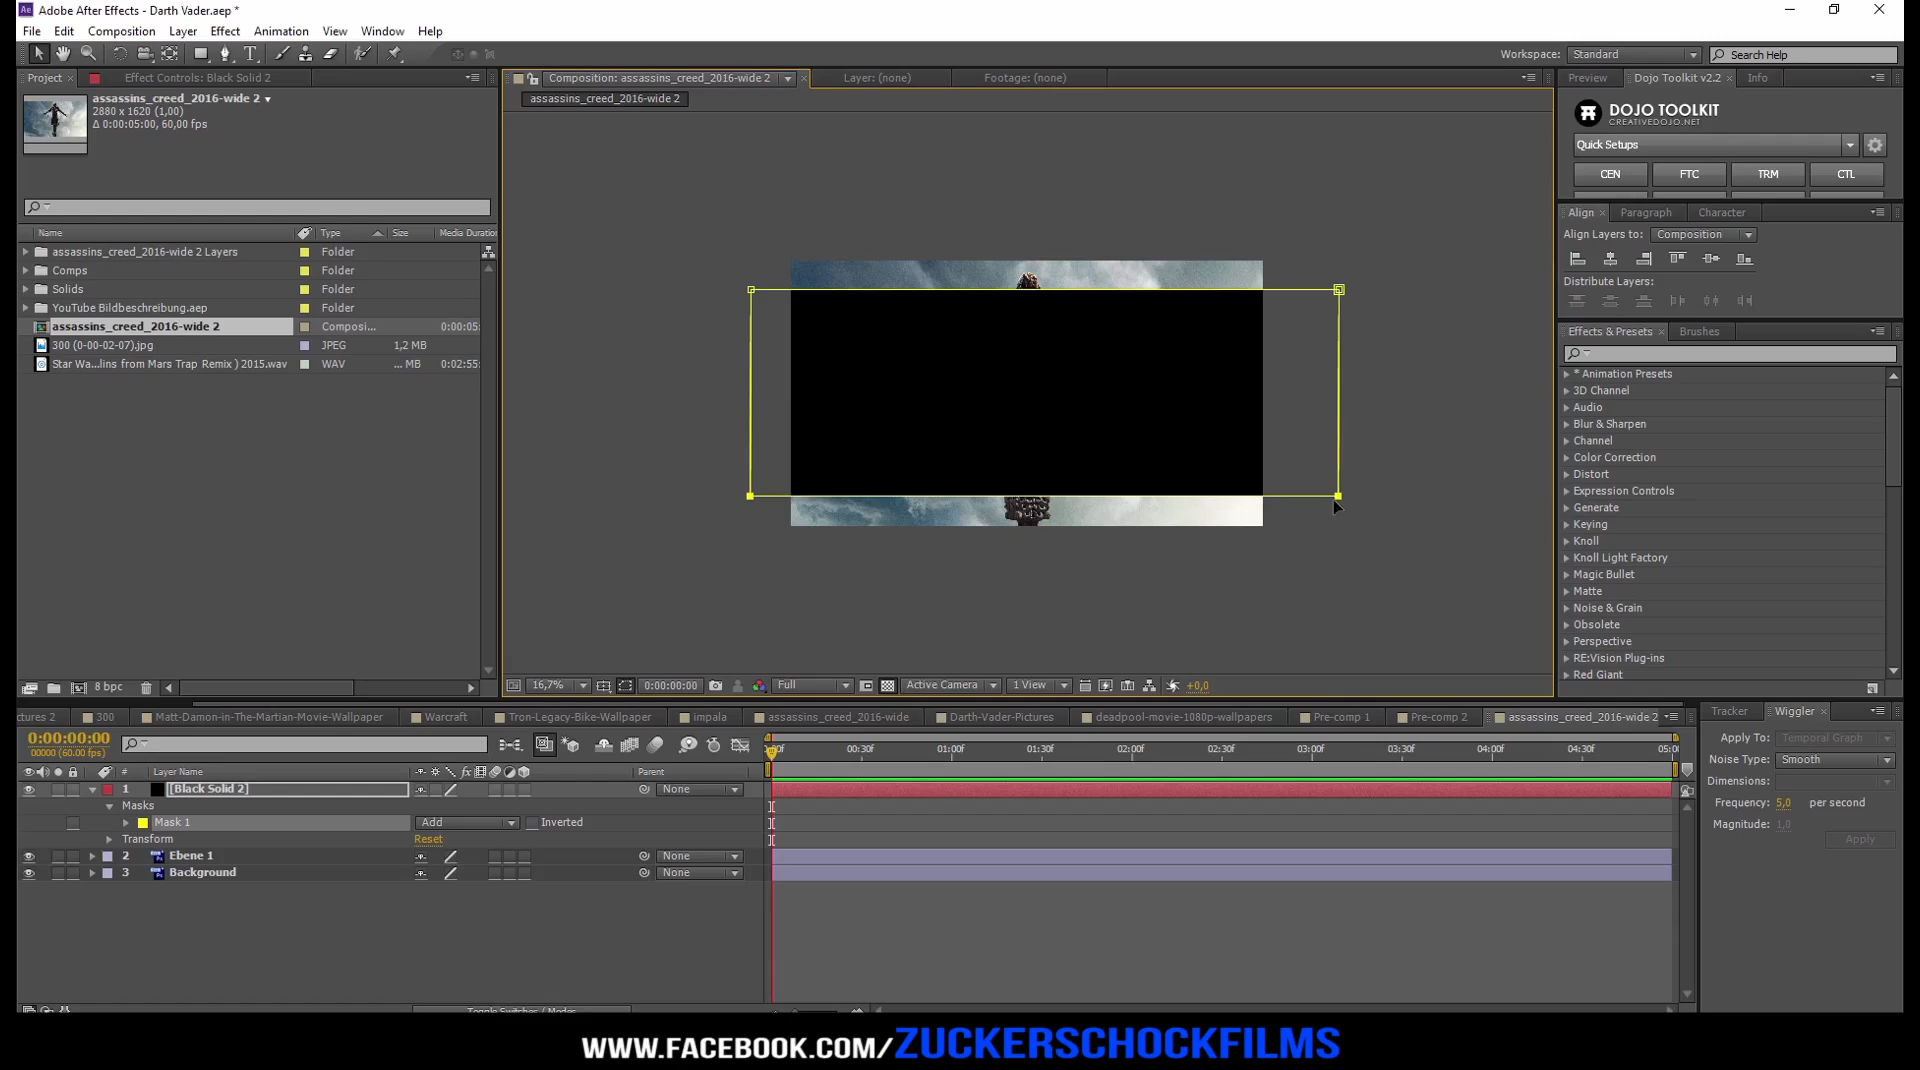 Adobe After Effects - Darth Vader.aep *
File Edit Composition Layer Effect Animation View Window Help
Workspace: Standard Search Help
Project Effect Controls: Black Solid 2
Composition: assassins_creed_2016-wide 2 Layer: (none) Footage: (none)
Preview Dojo Toolkit v2.2 Info
assassins_creed_2016-wide 2
2880 x 1620 (1,00)
Δ 0:00:05:00, 60,00 fps
assassins_creed_2016-wide 2
DOJO TOOLKIT
CREATIVEDOJO.NET
Quick Setups
CEN FTC TRM CTL
Align Paragraph Character
Align Layers to: Composition
Distribute Layers:
Effects & Presets Brushes
* Animation Presets
3D Channel
Audio
Blur & Sharpen
Channel
Color Correction
Distort
Expression Controls
Generate
Keying
Knoll
Knoll Light Factory
Magic Bullet
Matte
Noise & Grain
Obsolete
Perspective
RE:Vision Plug-ins
Red Giant
Name Type Size Media Duration
assassins_creed_2016-wide 2 Layers Folder
Comps Folder
Solids Folder
YouTube Bildbeschreibung.aep Folder
assassins_creed_2016-wide 2 Composi... 0:00:05:
300 (0-00-02-07).jpg JPEG 1,2 MB
Star Wa...lins from Mars Trap Remix ) 2015.wav WAV ... MB 0:02:55:
8 bpc
16,7% 0:00:00:00 Full Active Camera 1 View +0,0
ctures 2 300 Matt-Damon-in-The-Martian-Movie-Wallpaper Warcraft Tron-Legacy-Bike-Wallpaper impala assassins_creed_2016-wide Darth-Vader-Pictures deadpool-movie-1080p-wallpapers Pre-comp 1 Pre-comp 2 assassins_creed_2016-wide 2
Tracker Wiggler
0:00:00:00
00000 (60.00 fps)
:00f 00:30f 01:00f 01:30f 02:00f 02:30f 03:00f 03:30f 04:00f 04:30f 05:00
# Layer Name fx Parent
1 [Black Solid 2] None
Masks
Mask 1 Add Inverted
Transform Reset
2 Ebene 1 None
3 Background None
Toggle Switches / Modes
Apply To: Temporal Graph
Noise Type: Smooth
Dimensions:
Frequency: 5,0 per second
Magnitude: 1,0
Apply
WWW.FACEBOOK.COM/ZUCKERSCHOCKFILMS